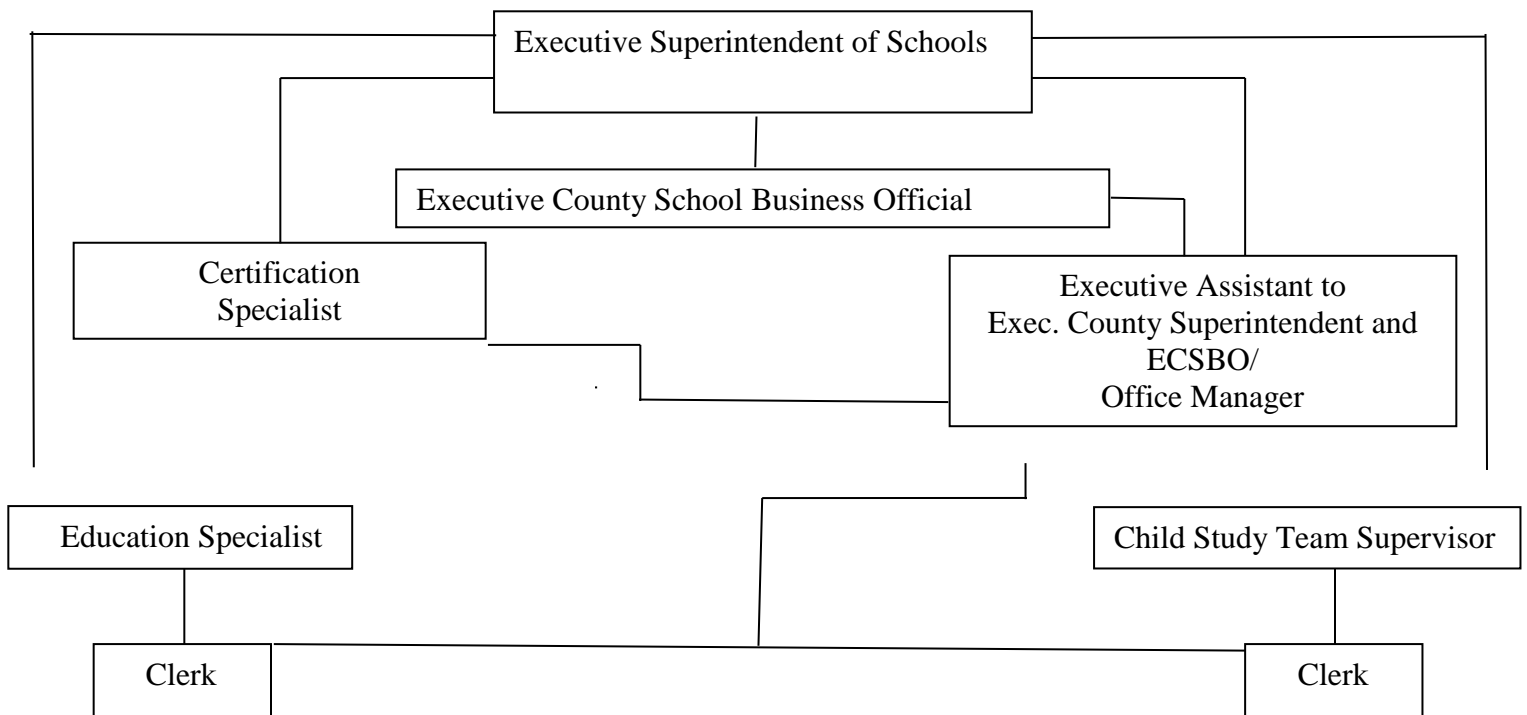 Executive Superintendent of Schools
Executive County School Business Official
Certification
Specialist
Executive Assistant to
Exec. County Superintendent and
ECSBO/
Office Manager
Education Specialist
Child Study Team Supervisor
Clerk
Clerk